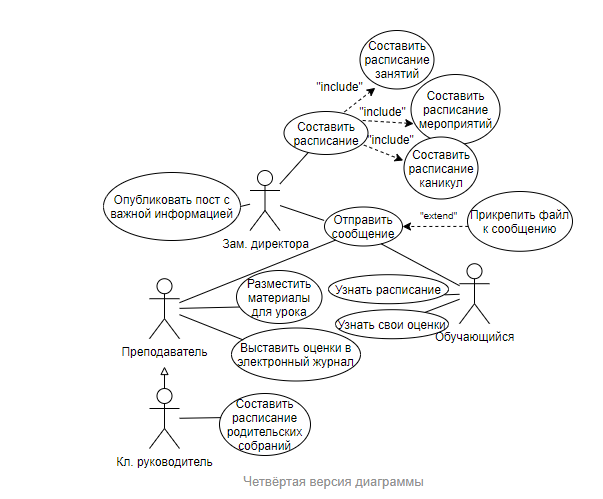 Составить
расписание
занятий
"include"
Составить
расписание
мероприятий
"include"
Составить
расписание
"include"
Составить
расписание
каникул
Опубликовать пост с
важной информацией
Зам. директора
Отправить
сообщение
"extend"
Прикрепить файл
к сообщению
Разместить
материалы
для урока
Узнать расписание
Узнать свои оценки
Обучающийся
Преподаватель
Выставить оценки в
электронный журнал
Составить
расписание
родительских
собраний
Кл. руководитель
Четвёртая версия диаграммы